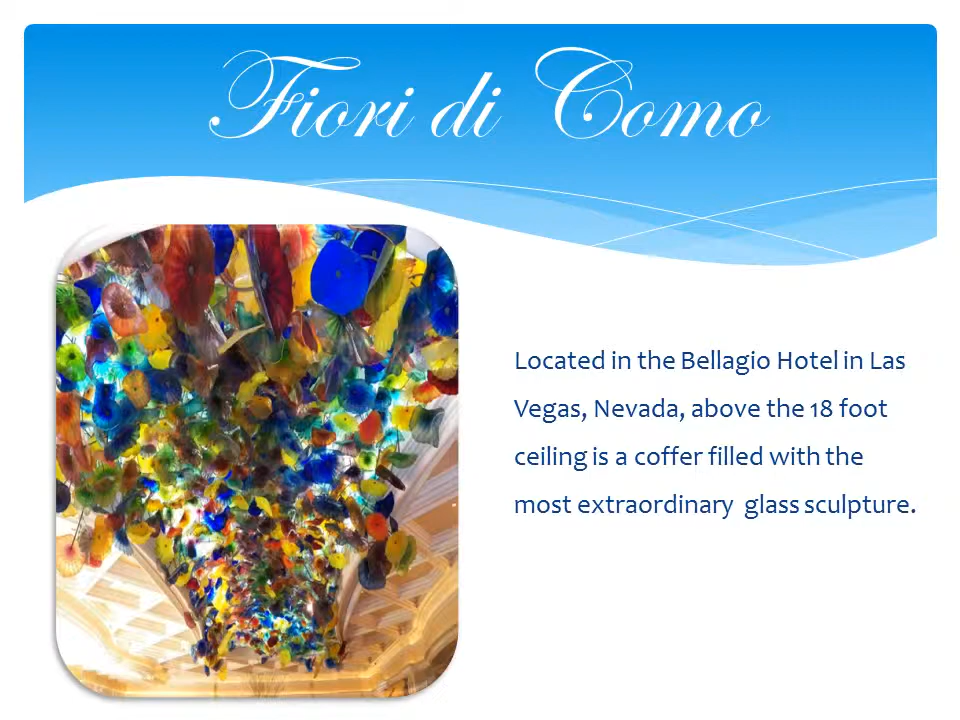 Fiori di Como
Located in the Bellagio Hotel in Las
Vegas, Nevada, above the 18 foot
ceiling is a coffer filled with the
most extraordinary  glass sculpture.